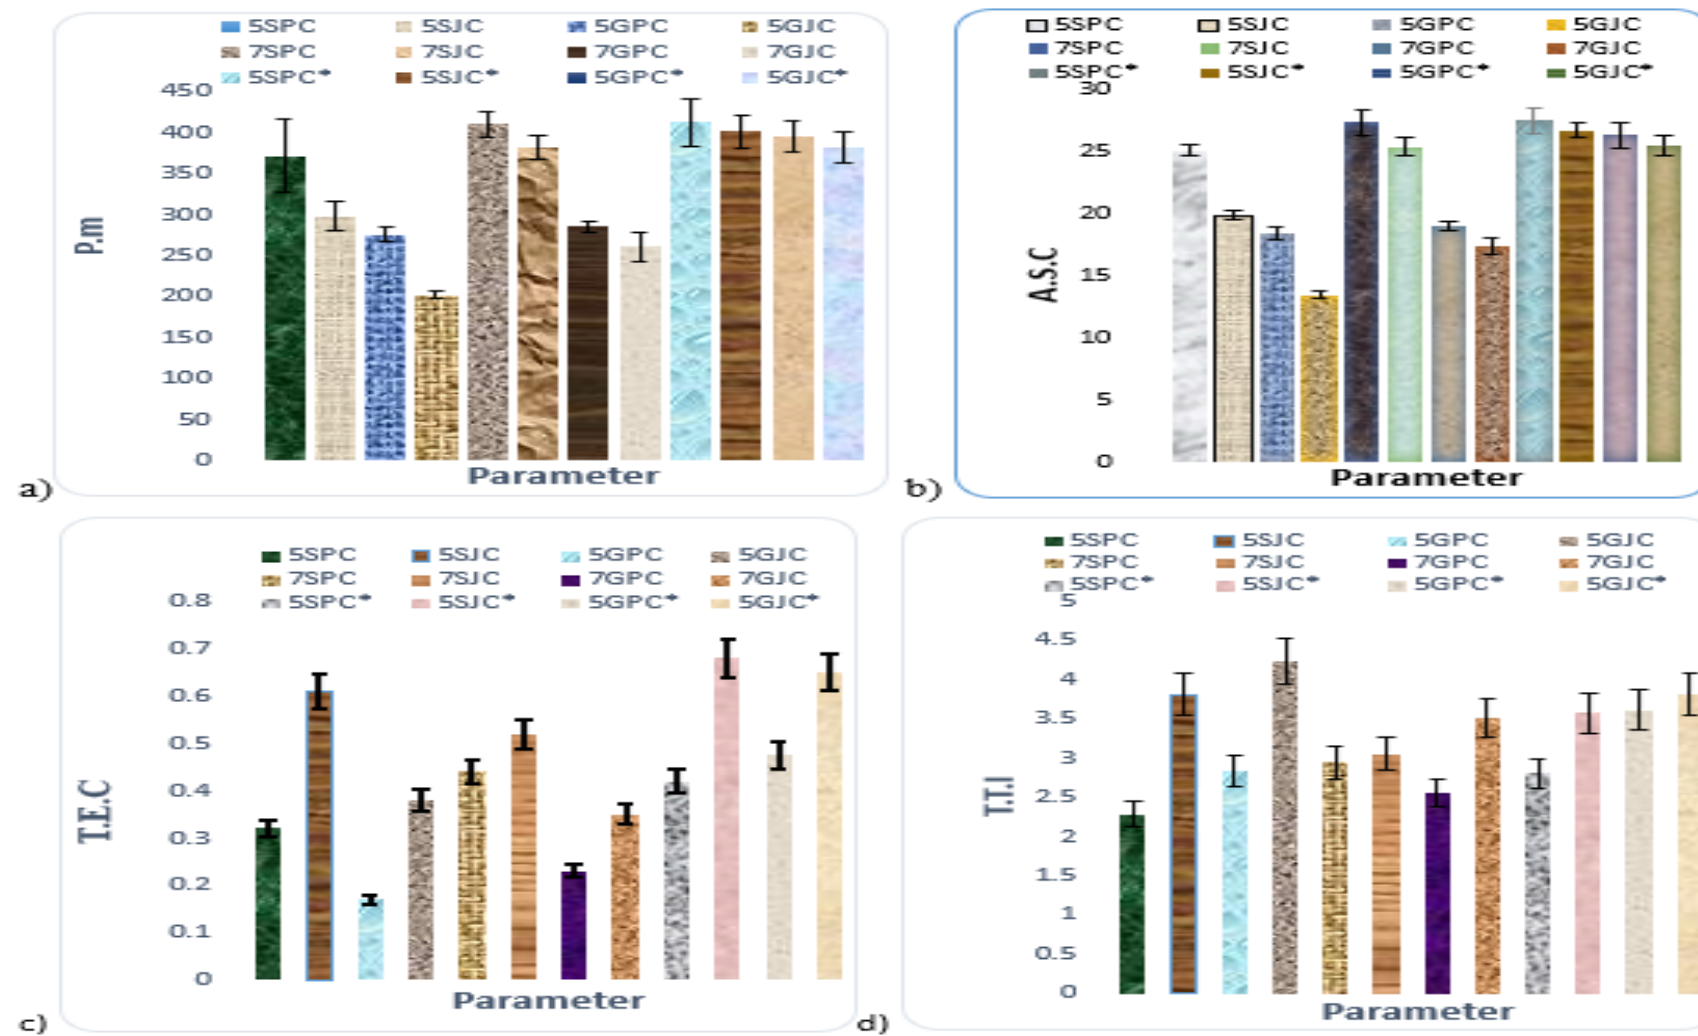 5SPC 5SJC 5GPC 5GJC
7SPC 7SJC 7GPC 7GJC
5SPC* 5SJC* 5GPC* 5GJC*
450
400
350
300
250
200
150
100
50
0
P.m
Parameter
a)
5SPC 5SJC 5GPC 5GJC
7SPC 7SJC 7GPC 7GJC
5SPC* 5SJC* 5GPC* 5GJC*
30
25
20
15
10
5
0
A.S.C
Parameter
b)
5SPC 5SJC 5GPC 5GJC
7SPC 7SJC 7GPC 7GJC
5SPC* 5SJC* 5GPC* 5GJC*
0.8
0.7
0.6
0.5
0.4
0.3
0.2
0.1
0
T.E.C
Parameter
c)
5SPC 5SJC 5GPC 5GJC
7SPC 7SJC 7GPC 7GJC
5SPC* 5SJC* 5GPC* 5GJC*
5
4.5
4
3.5
3
2.5
2
1.5
1
0.5
0
T.T.I
Parameter
d)